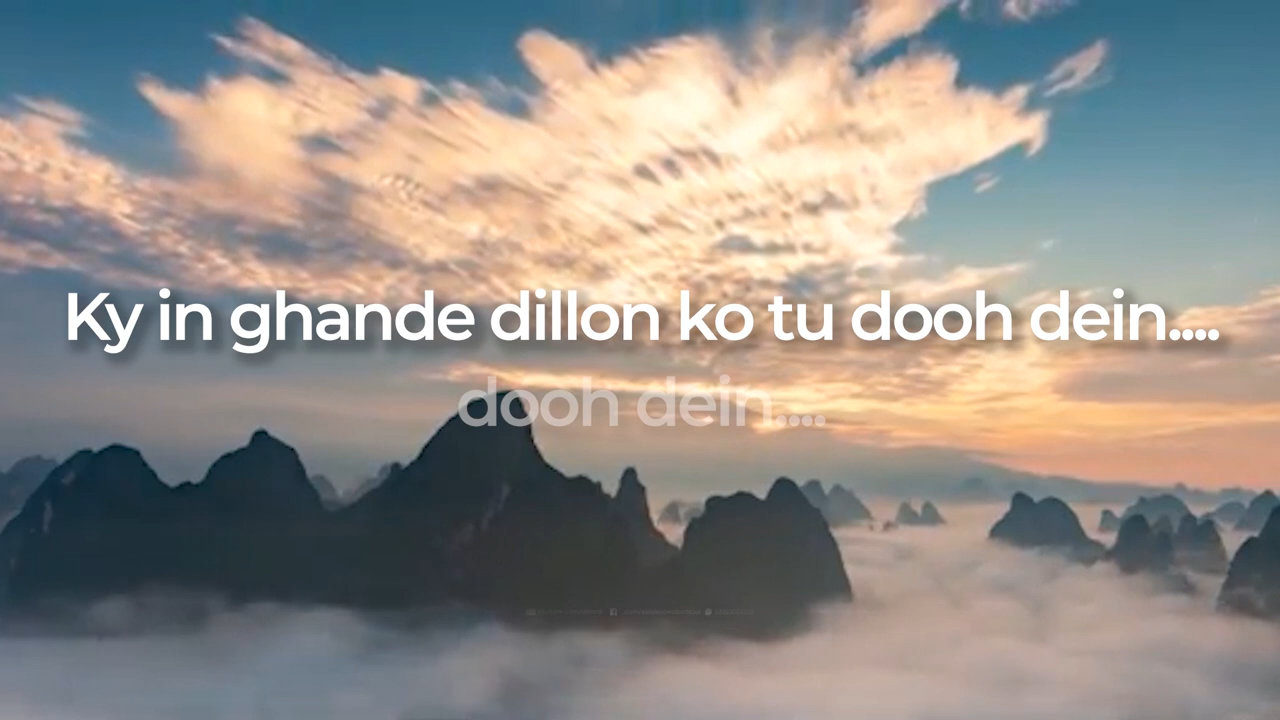 Ky in ghande dillon ko tu dooh dein....
dooh dein....